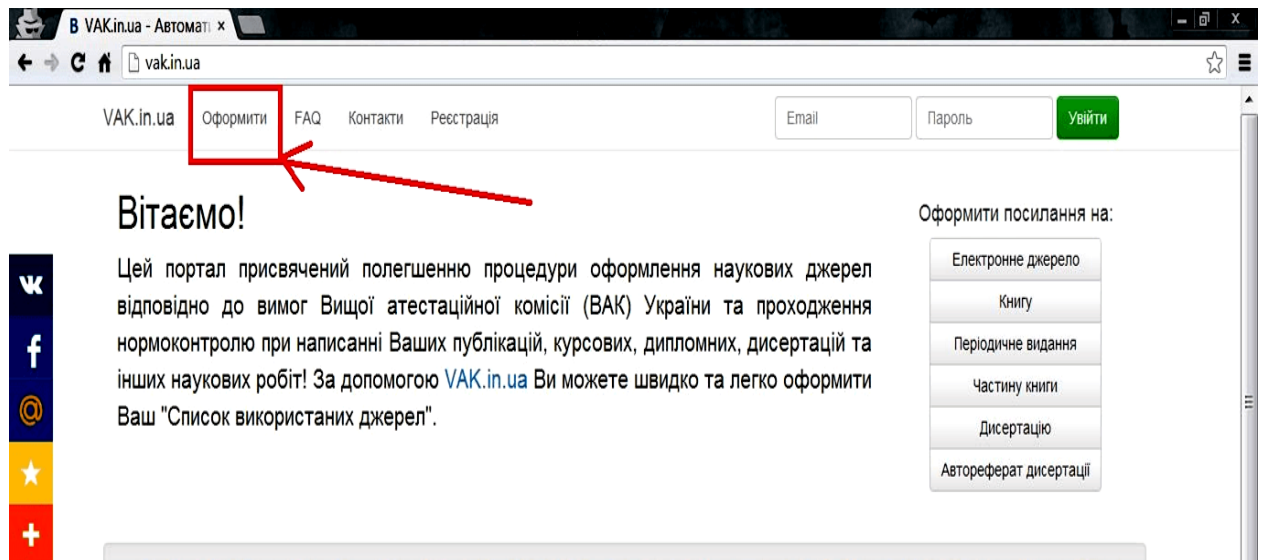 B VAK.in.ua - Автомати
vak.in.ua
VAK.in.ua Оформити FAQ Контакти Реєстрація Email Пароль Увійти
Вітаємо!
Цей портал присвячений полегшенню процедури оформлення наукових джерел
відповідно до вимог Вищої атестаційної комісії (ВАК) України та проходження
нормоконтролю при написанні Ваших публікацій, курсових, дипломних, дисертацій та
інших наукових робіт! За допомогою VAK.in.ua Ви можете швидко та легко оформити
Ваш "Список використаних джерел".
Оформити посилання на:
Електронне джерело
Книгу
Періодичне видання
Частину книги
Дисертацію
Автореферат дисертації